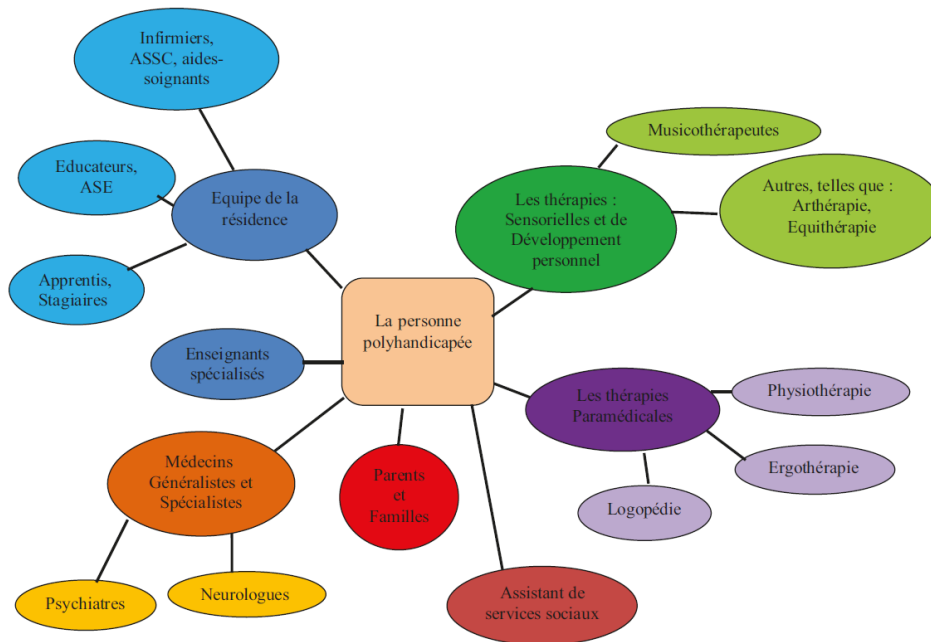 Infirmiers,
ASSC, aides-
soignants
Musicothérapeutes
Educateurs,
ASE
Equipe de la
résidence
Les thérapies :
Sensorielles et de
Développement
personnel
Autres, telles que :
Arthérapie,
Equithérapie
Apprentis,
Stagiaires
La personne
polyhandicapée
Enseignants
spécialisés
Les thérapies
Paramédicales
Physiothérapie
Médecins
Généralistes et
Spécialistes
Parents
et
Familles
Ergothérapie
Logopédie
Psychiatres
Neurologues
Assistant de
services sociaux